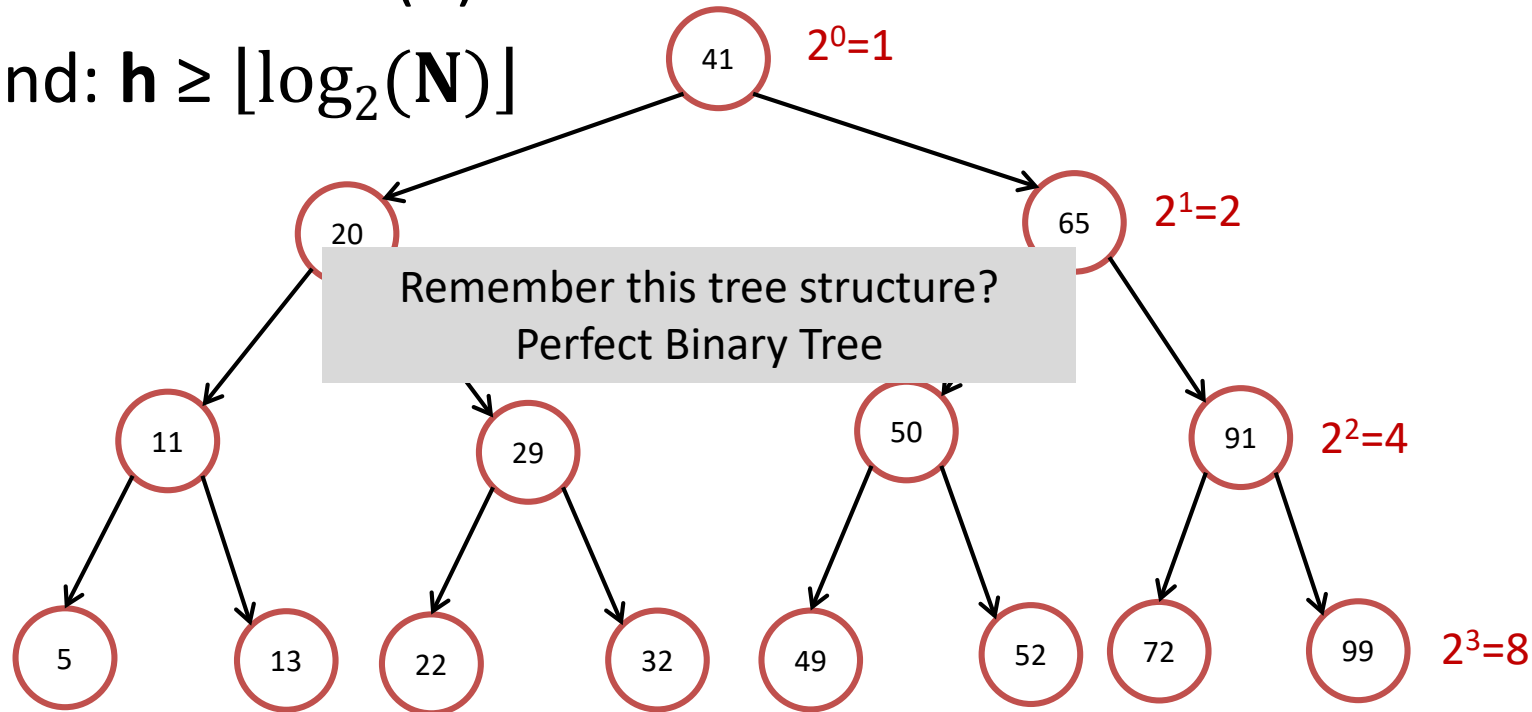 nd: h ≥ ⌊log₂(N)⌋
41 2⁰=1
20 65 2¹=2
Remember this tree structure?
Perfect Binary Tree
11 29 50 91 2²=4
5 13 22 32 49 52 72 99 2³=8